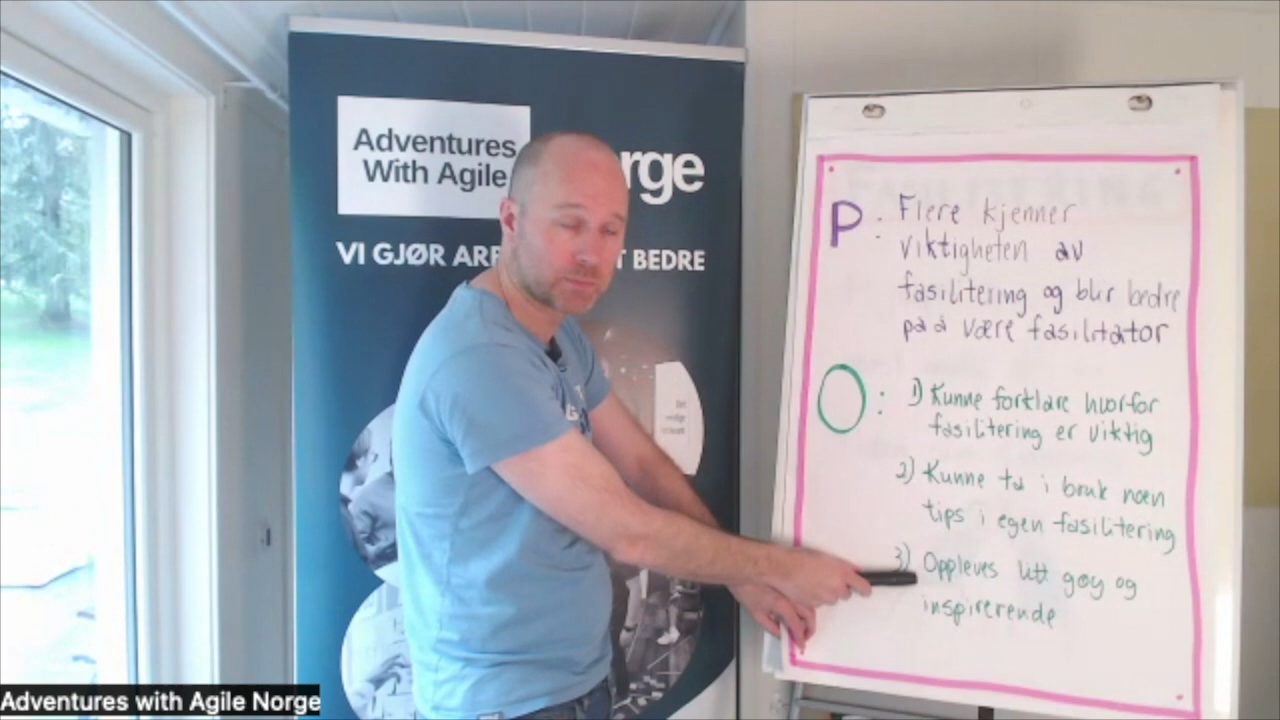 Adventures
With Agile
rge
VI GJØR ARB
T BEDRE
P: Flere kjenner
viktigheten av
fasilitering og blir bedre
på å være fasilitator
O: 1) Kunne forklare hvorfor
fasilitering er viktig
2) Kunne ta i bruk noen
tips i egen fasilitering
3) Oppleves litt gøy og
inspirerende
Adventures with Agile Norge